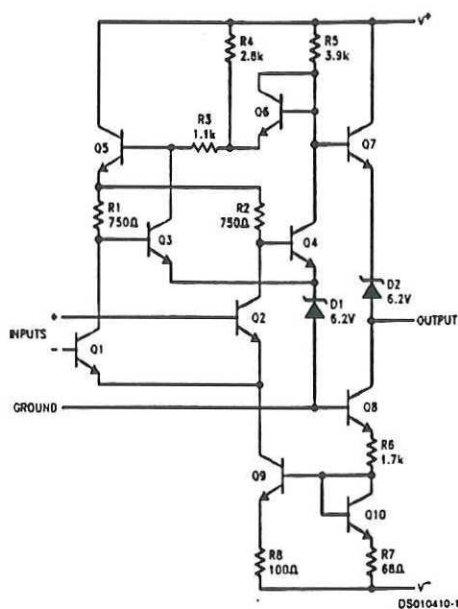 V+
R4
2.8k
R5
3.9k
Q6
R3
1.1k
Q5
Q7
R1
750Ω
R2
750Ω
Q3
Q4
D2
6.2V
D1
6.2V
+
Q2
OUTPUT
INPUTS
-
Q1
GROUND
Q8
R6
1.7k
Q9
Q10
R8
100Ω
R7
68Ω
V-
DS010410-1